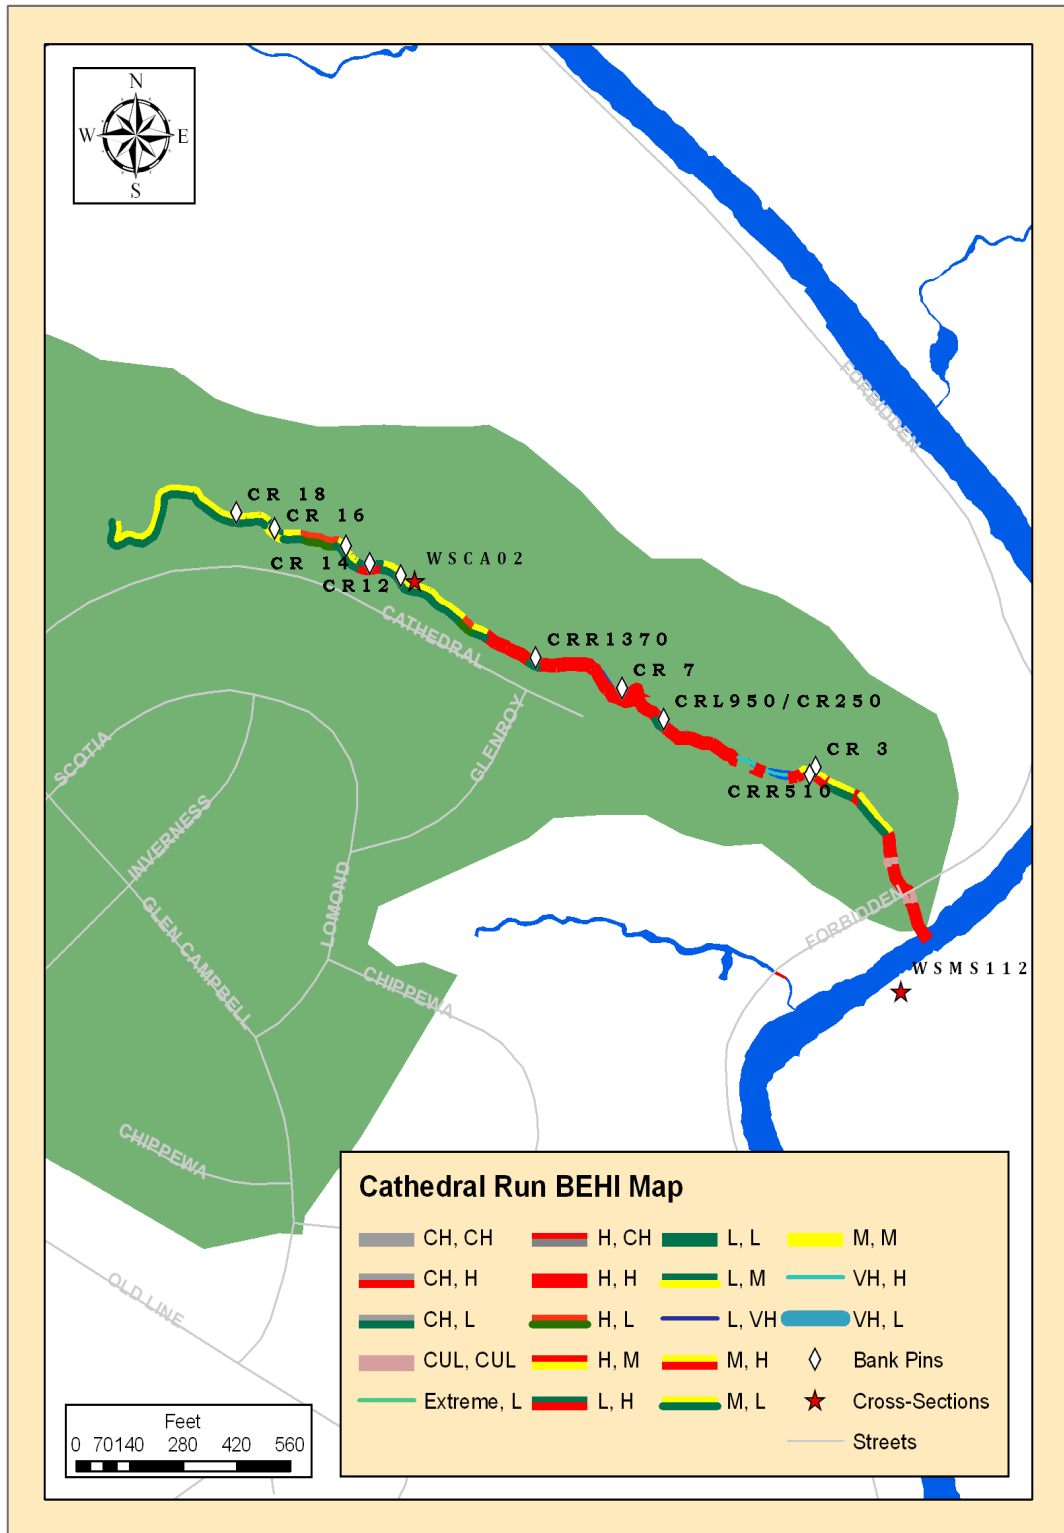 N
W E
S
FORBIDDEN
CR 18
CR 16
WSCA02
CR 14
CR12
CATHEDRAL
CRR1370
CR 7
CRL950/CR250
GLENROY
SCOTIA
CR 3
CRR510
INVERNESS
LOMOND
GLEN CAMPBELL
FORBIDDEN
WSMS112
CHIPPEWA
CHIPPEWA
OLD LINE
Cathedral Run BEHI Map
CH, CH H, CH L, L M, M
CH, H H, H L, M VH, H
CH, L H, L L, VH VH, L
CUL, CUL H, M M, H Bank Pins
Extreme, L L, H M, L Cross-Sections
Streets
Feet
0 70 140 280 420 560